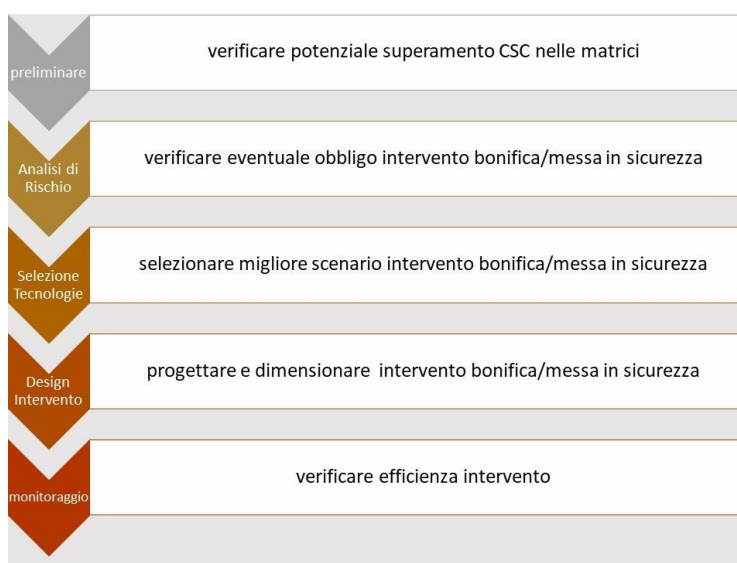 preliminare
verificare potenziale superamento CSC nelle matrici
Analisi di
Rischio
verificare eventuale obbligo intervento bonifica/messa in sicurezza
Selezione
Tecnologie
selezionare migliore scenario intervento bonifica/messa in sicurezza
Design
Intervento
progettare e dimensionare intervento bonifica/messa in sicurezza
monitoraggio
verificare efficienza intervento